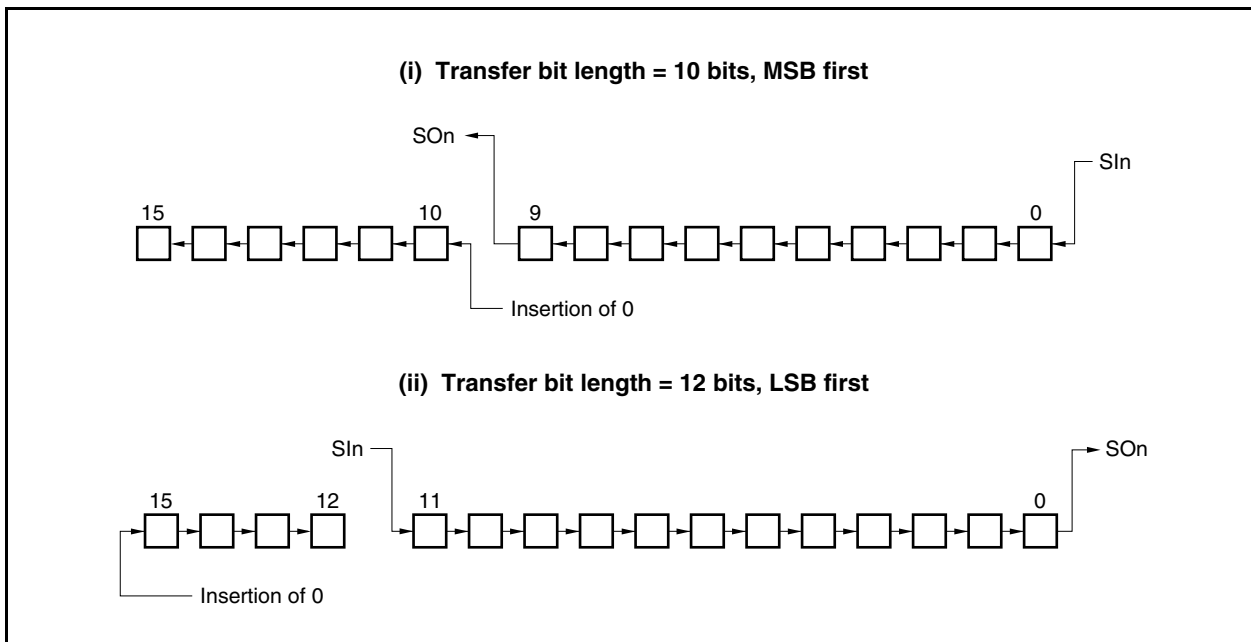 (i) Transfer bit length = 10 bits, MSB first
SOn
SIn
15 10 9 0
Insertion of 0
(ii) Transfer bit length = 12 bits, LSB first
SIn SOn
15 12 11 0
Insertion of 0